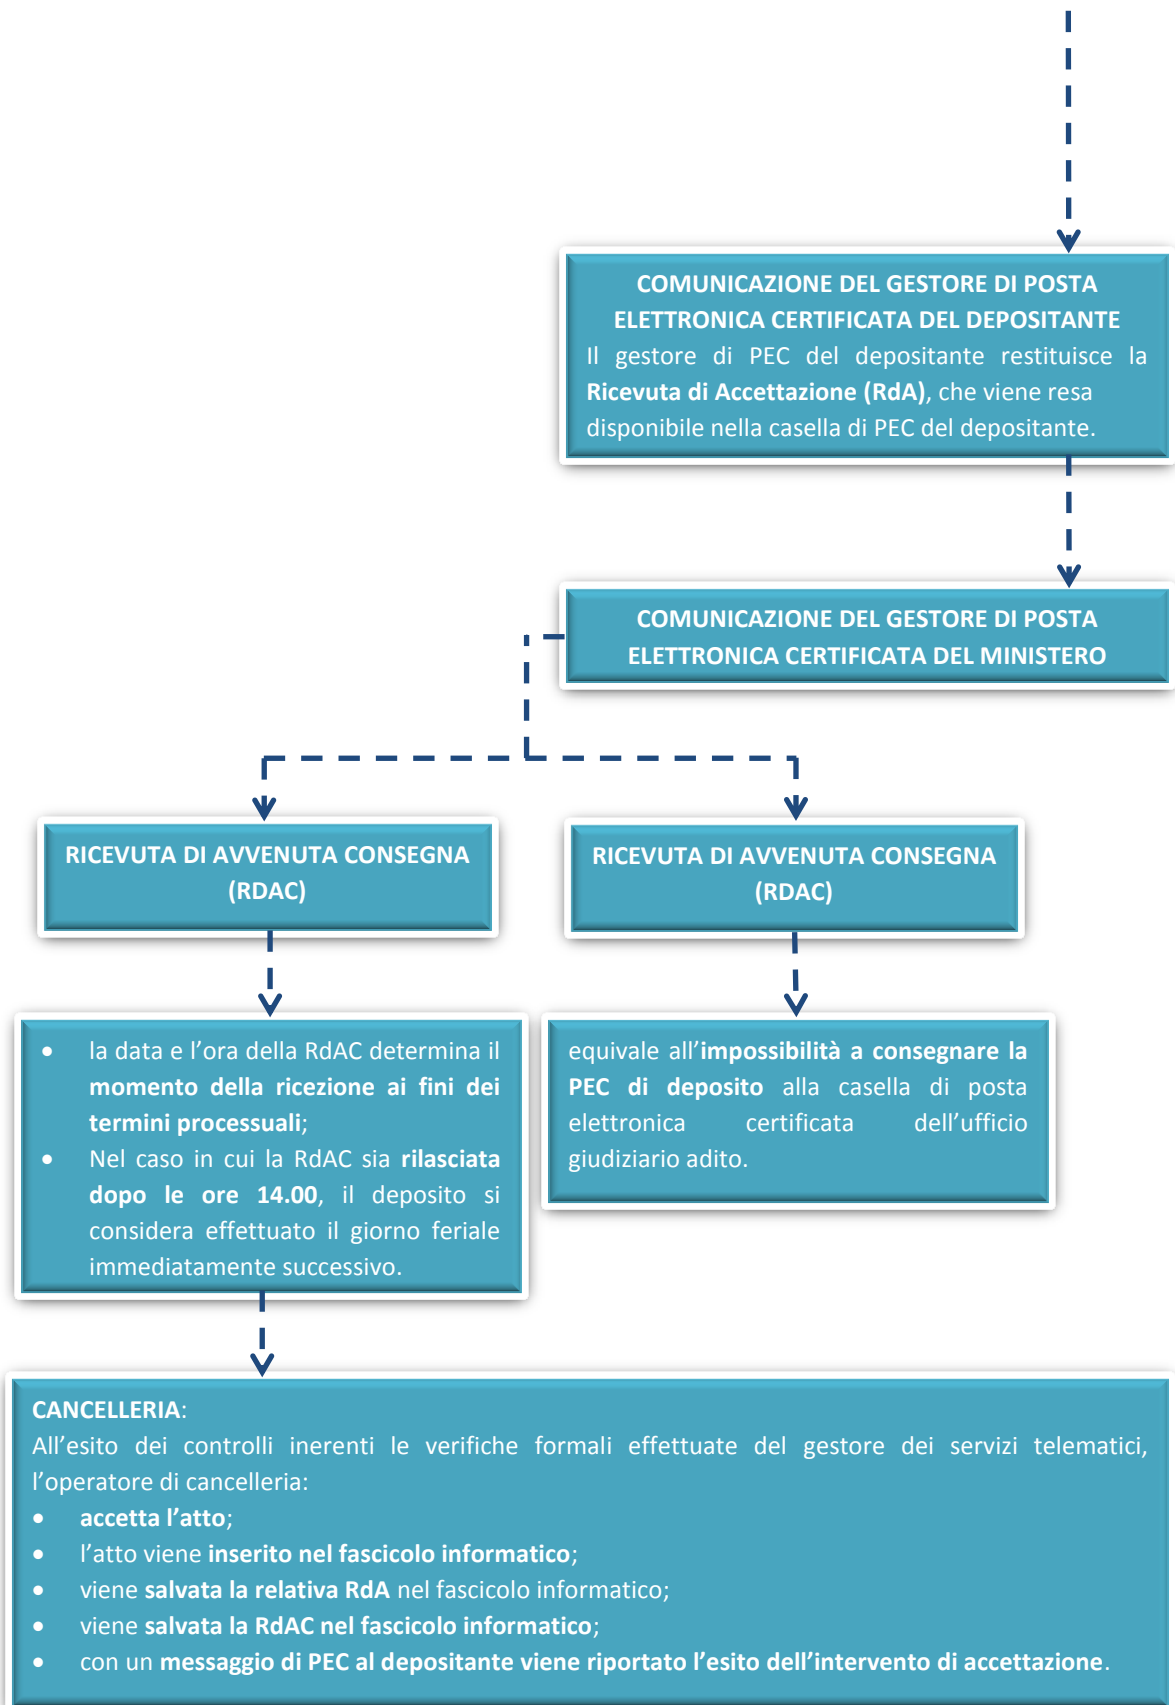 COMUNICAZIONE DEL GESTORE DI POSTA
ELETTRONICA CERTIFICATA DEL DEPOSITANTE
Il gestore di PEC del depositante restituisce la
Ricevuta di Accettazione (RdA), che viene resa
disponibile nella casella di PEC del depositante.
COMUNICAZIONE DEL GESTORE DI POSTA
ELETTRONICA CERTIFICATA DEL MINISTERO
RICEVUTA DI AVVENUTA CONSEGNA
(RDAC)
RICEVUTA DI AVVENUTA CONSEGNA
(RDAC)
• la data e l’ora della RdAC determina il
momento della ricezione ai fini dei
termini processuali;
• Nel caso in cui la RdAC sia rilasciata
dopo le ore 14.00, il deposito si
considera effettuato il giorno feriale
immediatamente successivo.
equivale all’impossibilità a consegnare la
PEC di deposito alla casella di posta
elettronica certificata dell’ufficio
giudiziario adito.
CANCELLERIA:
All’esito dei controlli inerenti le verifiche formali effettuate del gestore dei servizi telematici,
l’operatore di cancelleria:
• accetta l’atto;
• l’atto viene inserito nel fascicolo informatico;
• viene salvata la relativa RdA nel fascicolo informatico;
• viene salvata la RdAC nel fascicolo informatico;
• con un messaggio di PEC al depositante viene riportato l’esito dell’intervento di accettazione.